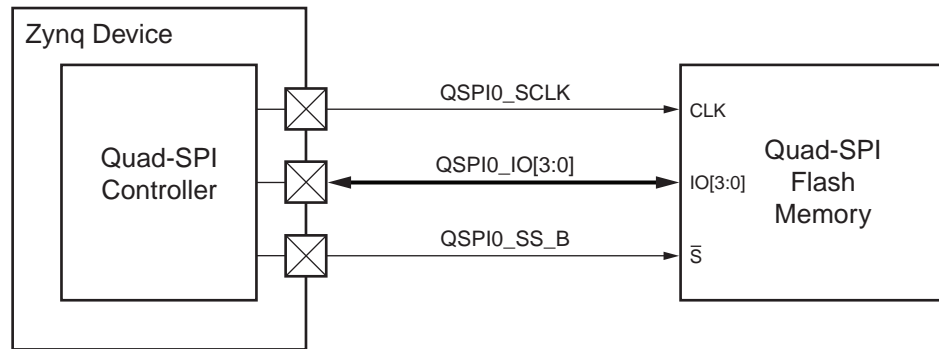 Zynq Device
Quad-SPI
Controller
QSPI0_SCLK
QSPI0_IO[3:0]
QSPI0_SS_B
CLK
IO[3:0]
S̅
Quad-SPI
Flash
Memory